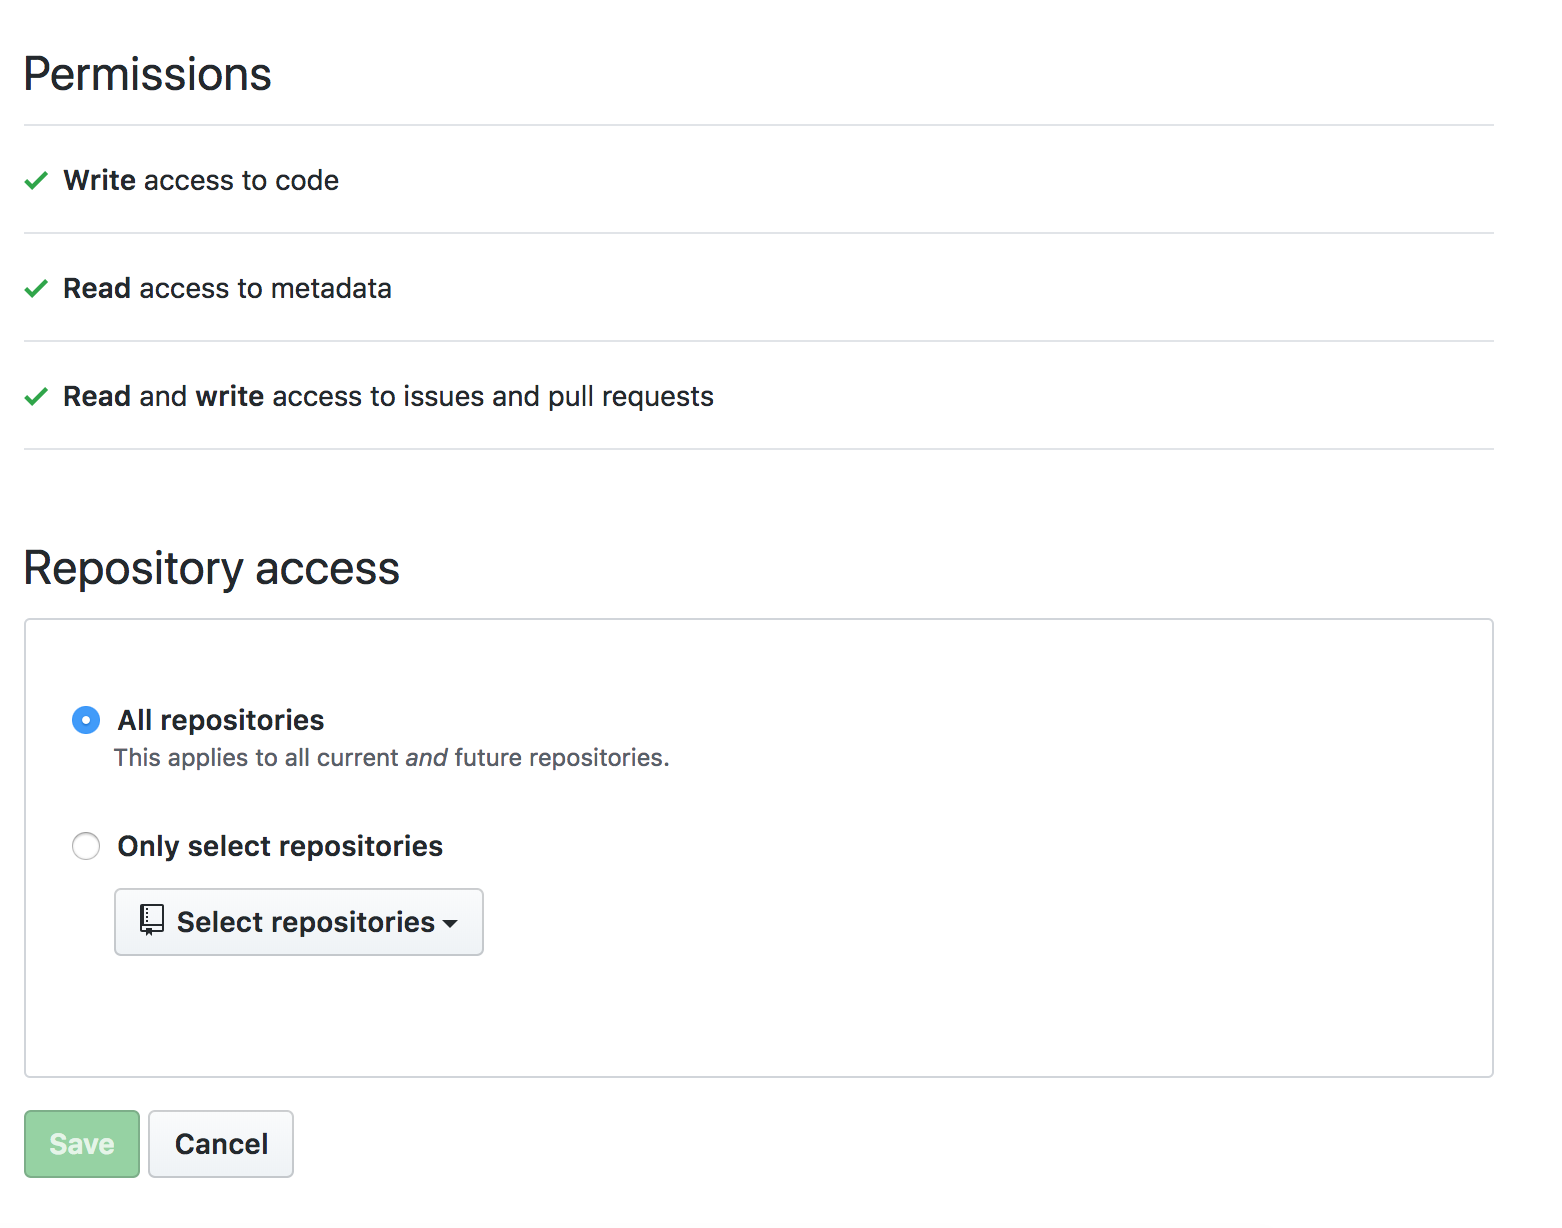 Permissions
Write access to code
Read access to metadata
Read and write access to issues and pull requests
Repository access
All repositories
This applies to all current and future repositories.
Only select repositories
Select repositories
Save
Cancel